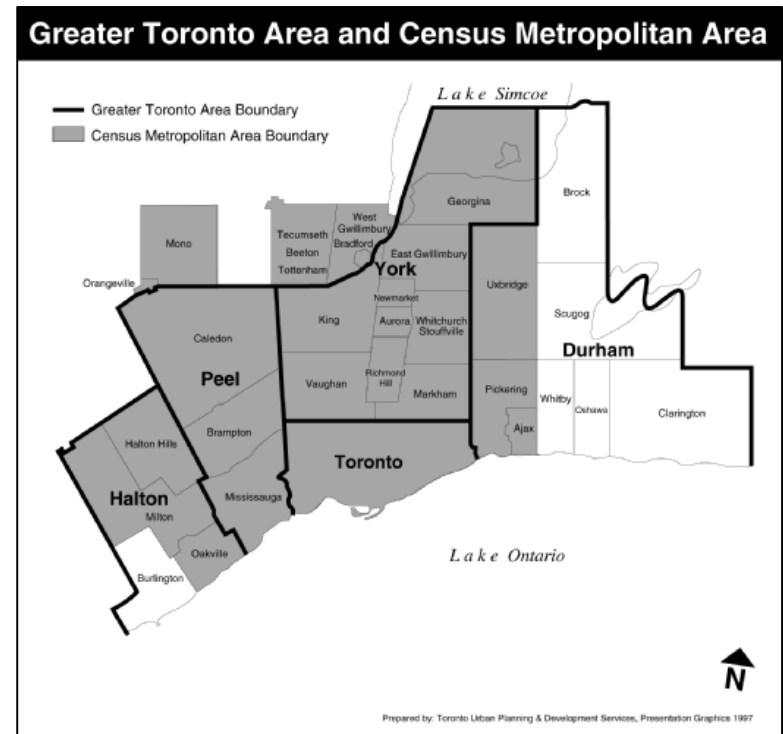 Greater Toronto Area and Census Metropolitan Area
Lake Simcoe
Greater Toronto Area Boundary
Census Metropolitan Area Boundary
Georgina
Brock
Mono
West
Gwillimbury
Bradford
Tecumseth
Beeton
Tottenham
East Gwillimbury
York
Orangeville
Uxbridge
Newmarket
King
Aurora
Whitchurch
Stouffville
Scugog
Durham
Caledon
Peel
Vaughan
Richmond
Hill
Markham
Pickering
Whitby
Oshawa
Clarington
Ajax
Brampton
Halton Hills
Toronto
Halton
Milton
Mississauga
Oakville
Burlington
Lake Ontario
N
Prepared by: Toronto Urban Planning & Development Services, Presentation Graphics 1997